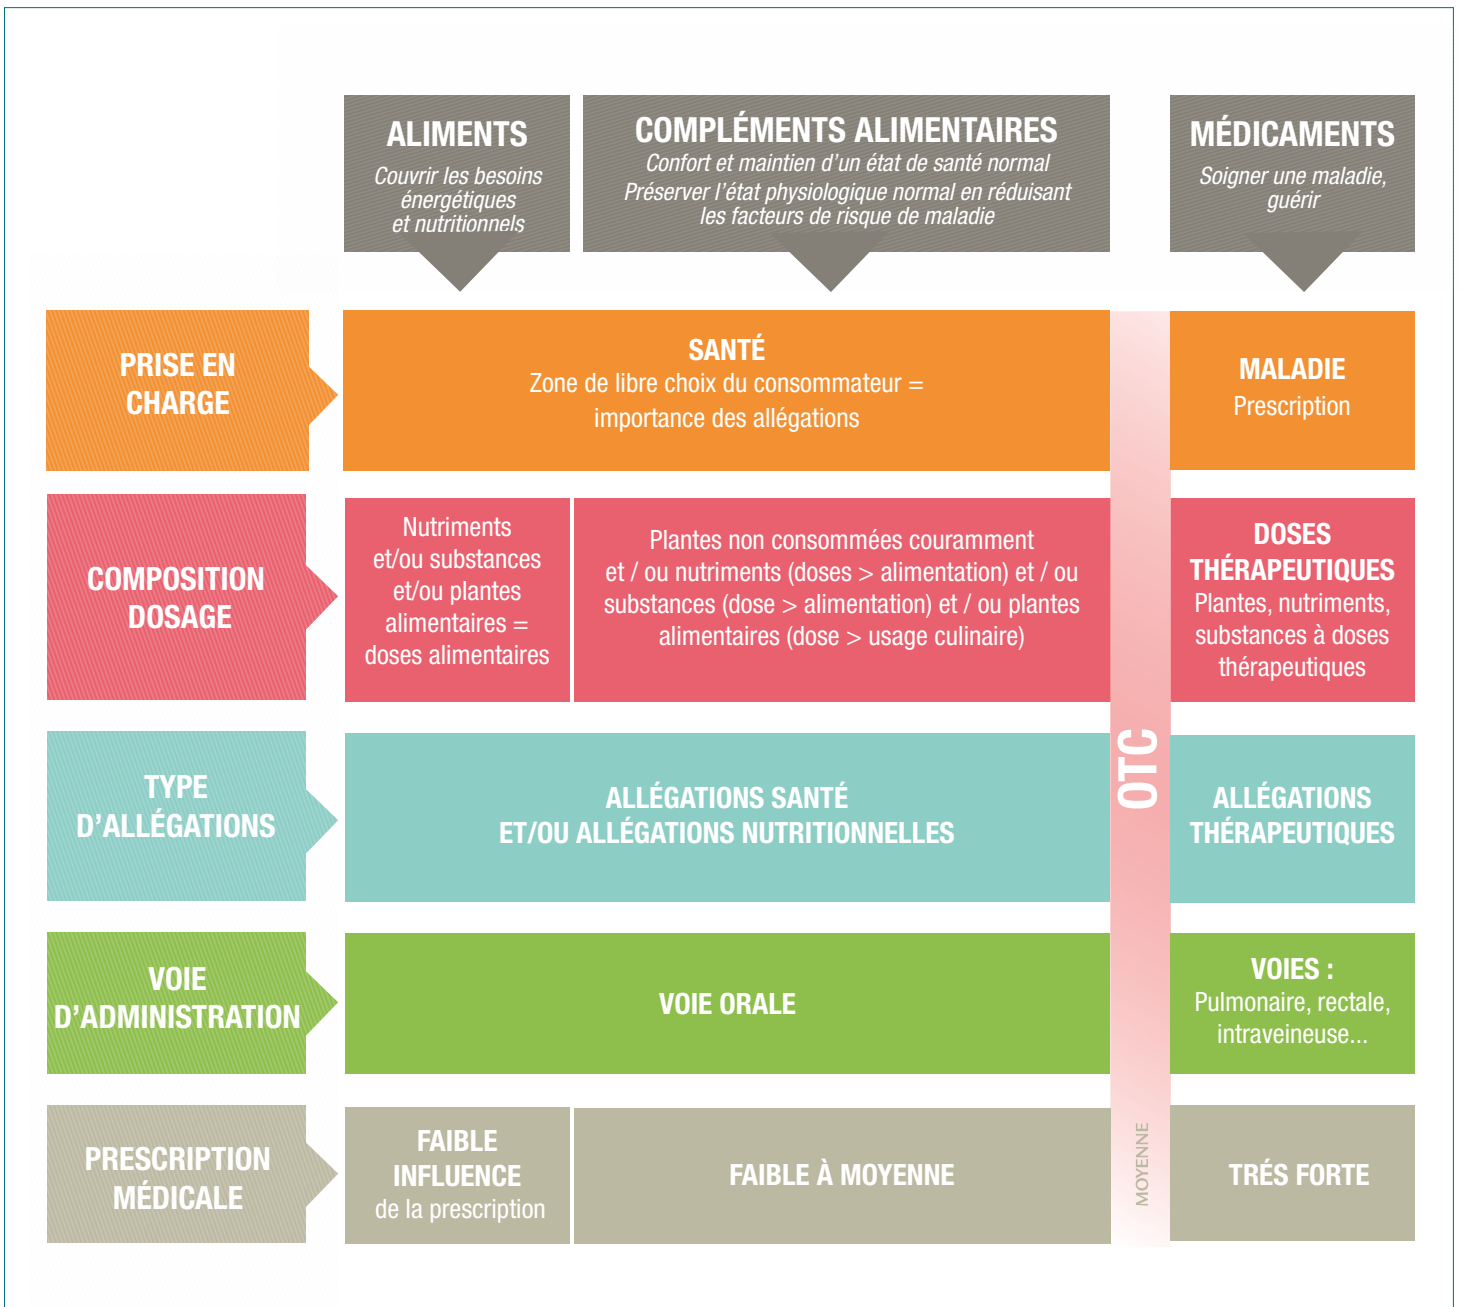 ALIMENTS
Couvrir les besoins
énergétiques
et nutritionnels
COMPLÉMENTS ALIMENTAIRES
Confort et maintien d’un état de santé normal
Préserver l’état physiologique normal en réduisant
les facteurs de risque de maladie
MÉDICAMENTS
Soigner une maladie,
guérir
PRISE EN
CHARGE
SANTÉ
Zone de libre choix du consommateur =
importance des allégations
MALADIE
Prescription
COMPOSITION
DOSAGE
Nutriments
et/ou substances
et/ou plantes
alimentaires =
doses alimentaires
Plantes non consommées couramment
et / ou nutriments (doses > alimentation) et / ou
substances (dose > alimentation) et / ou plantes
alimentaires (dose > usage culinaire)
DOSES
THÉRAPEUTIQUES
Plantes, nutriments,
substances à doses
thérapeutiques
OTC
TYPE
D’ALLÉGATIONS
ALLÉGATIONS SANTÉ
ET/OU ALLÉGATIONS NUTRITIONNELLES
ALLÉGATIONS
THÉRAPEUTIQUES
VOIE
D’ADMINISTRATION
VOIE ORALE
VOIES :
Pulmonaire, rectale,
intraveineuse...
PRESCRIPTION
MÉDICALE
FAIBLE
INFLUENCE
de la prescription
FAIBLE À MOYENNE
MOYENNE
TRÉS FORTE